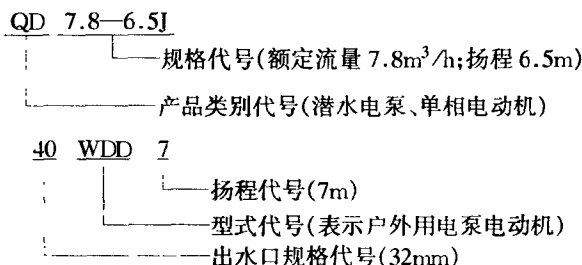 QD 7.8—6.5J
规格代号(额定流量 7.8m³/h;扬程 6.5m)
产品类别代号(潜水电泵、单相电动机)
40 WDD 7
扬程代号(7m)
型式代号(表示户外用电泵电动机)
出水口规格代号(32mm)